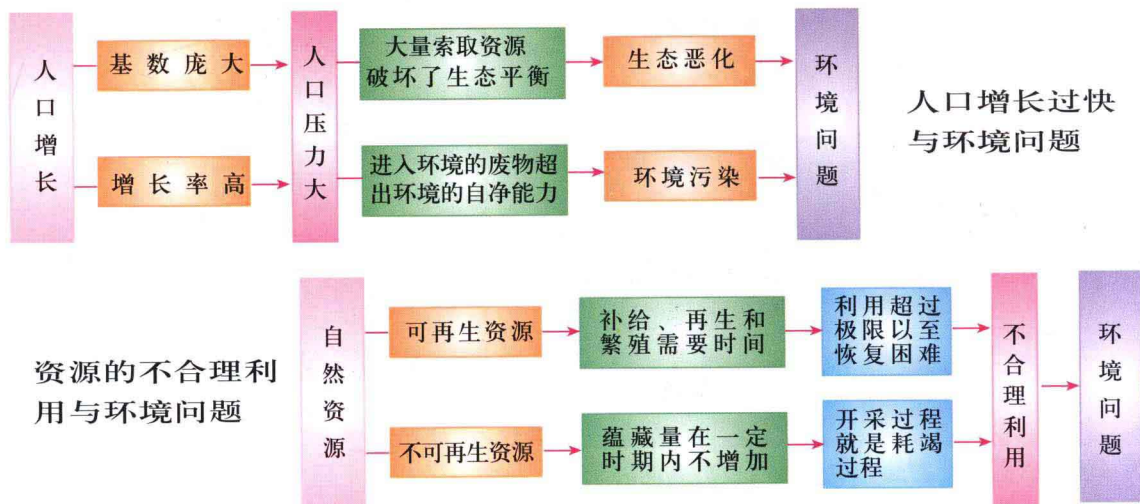 人口增长
基数庞大
增长率高
人口压力大
大量索取资源
破坏了生态平衡
进入环境的废物超
出环境的自净能力
生态恶化
环境污染
环境问题
人口增长过快
与环境问题
资源的不合理利
用与环境问题
自然资源
可再生资源
不可再生资源
补给、再生和
繁殖需要时间
蕴藏量在一定
时期内不增加
利用超过
极限以至
恢复困难
开采过程
就是耗竭
过程
不合理利用
环境问题